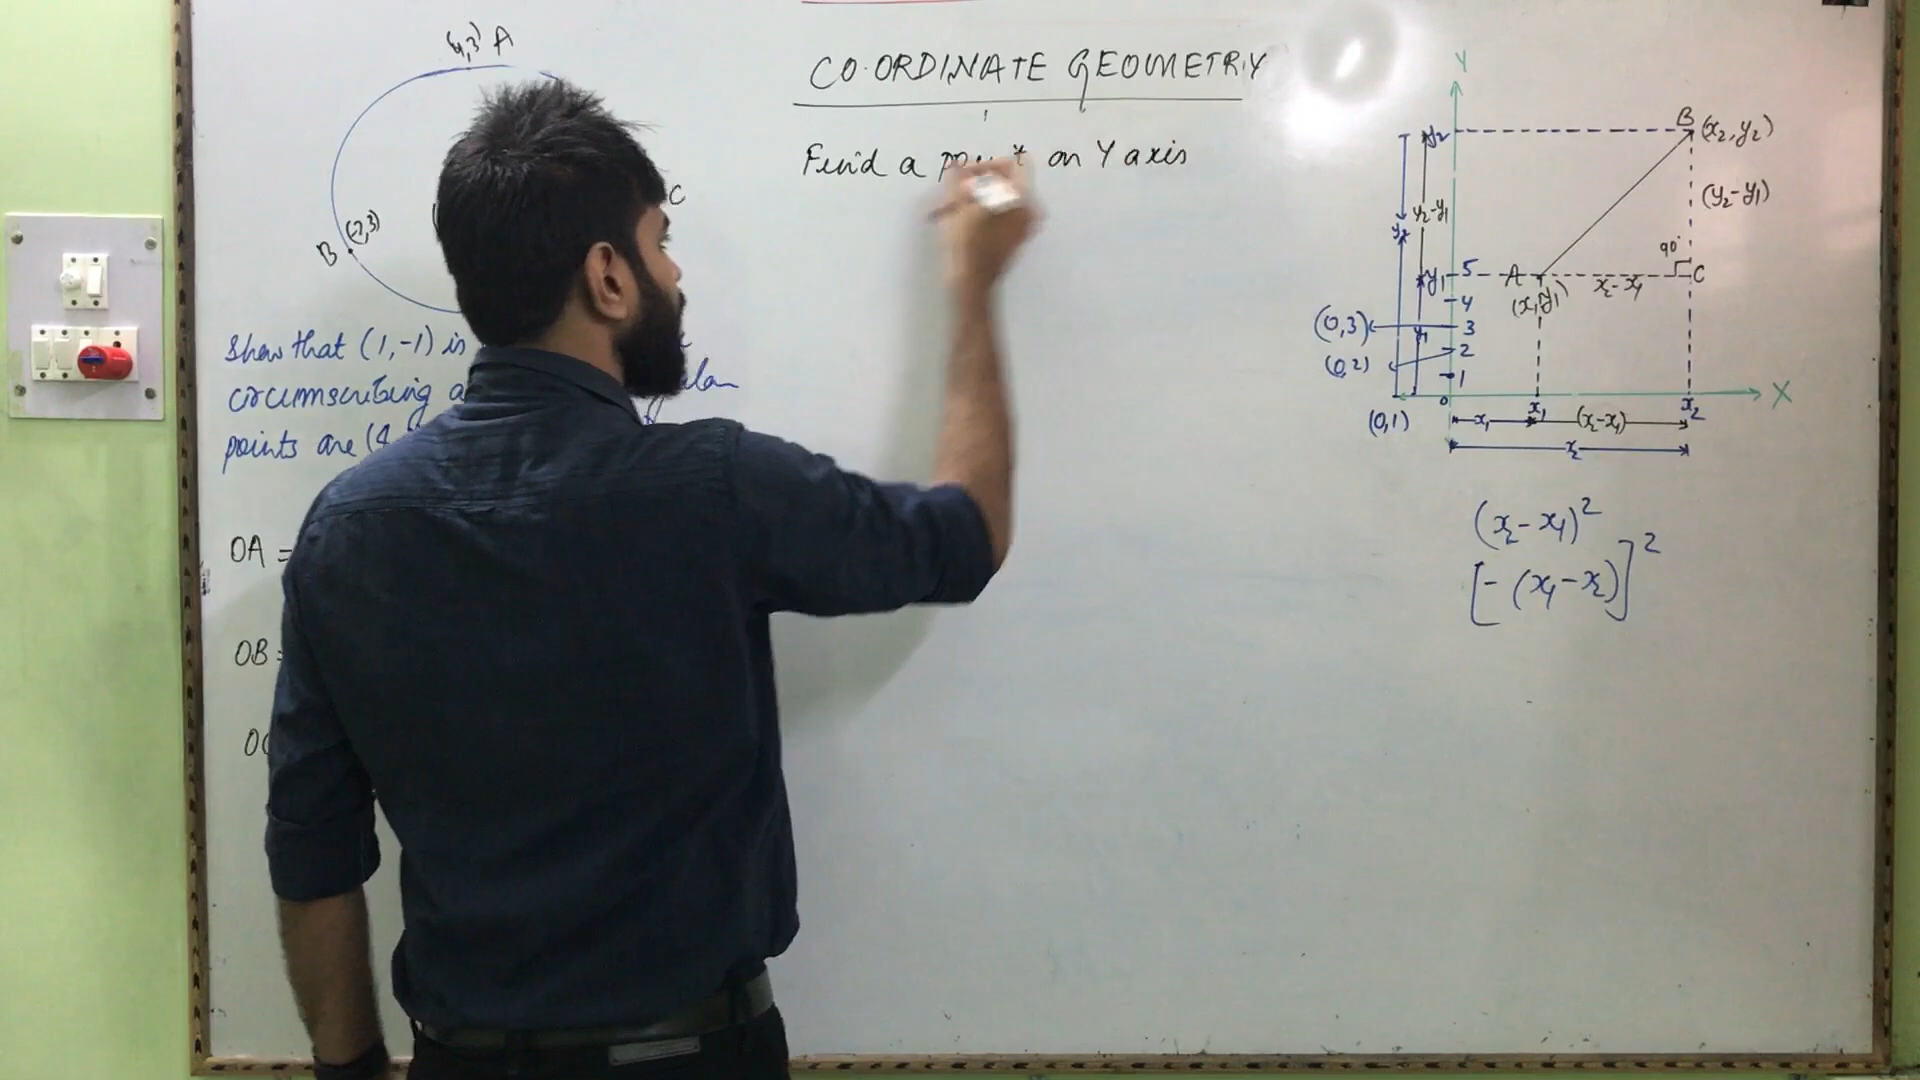 (4,3) A
C
B (-2,3)
Show that (1,-1) is
circumscribing a
points are (4
OA =
OB =
CO-ORDINATE GEOMETRY
Find a point on Y axis
Y
B (x₂, y₂)
y₂
(y₂-y₁)
y₂-y₁
y₂
90°
y₁ 5 A x₂-x₁ C
(x₁,y₁)
4
(0,3) 3
y₁
(0,2) 2
1
0 X
(0,1) x₁ x₁ (x₂-x₁) x₂
x₂
(x₂-x₁)²
[-(x₁-x₂)]²